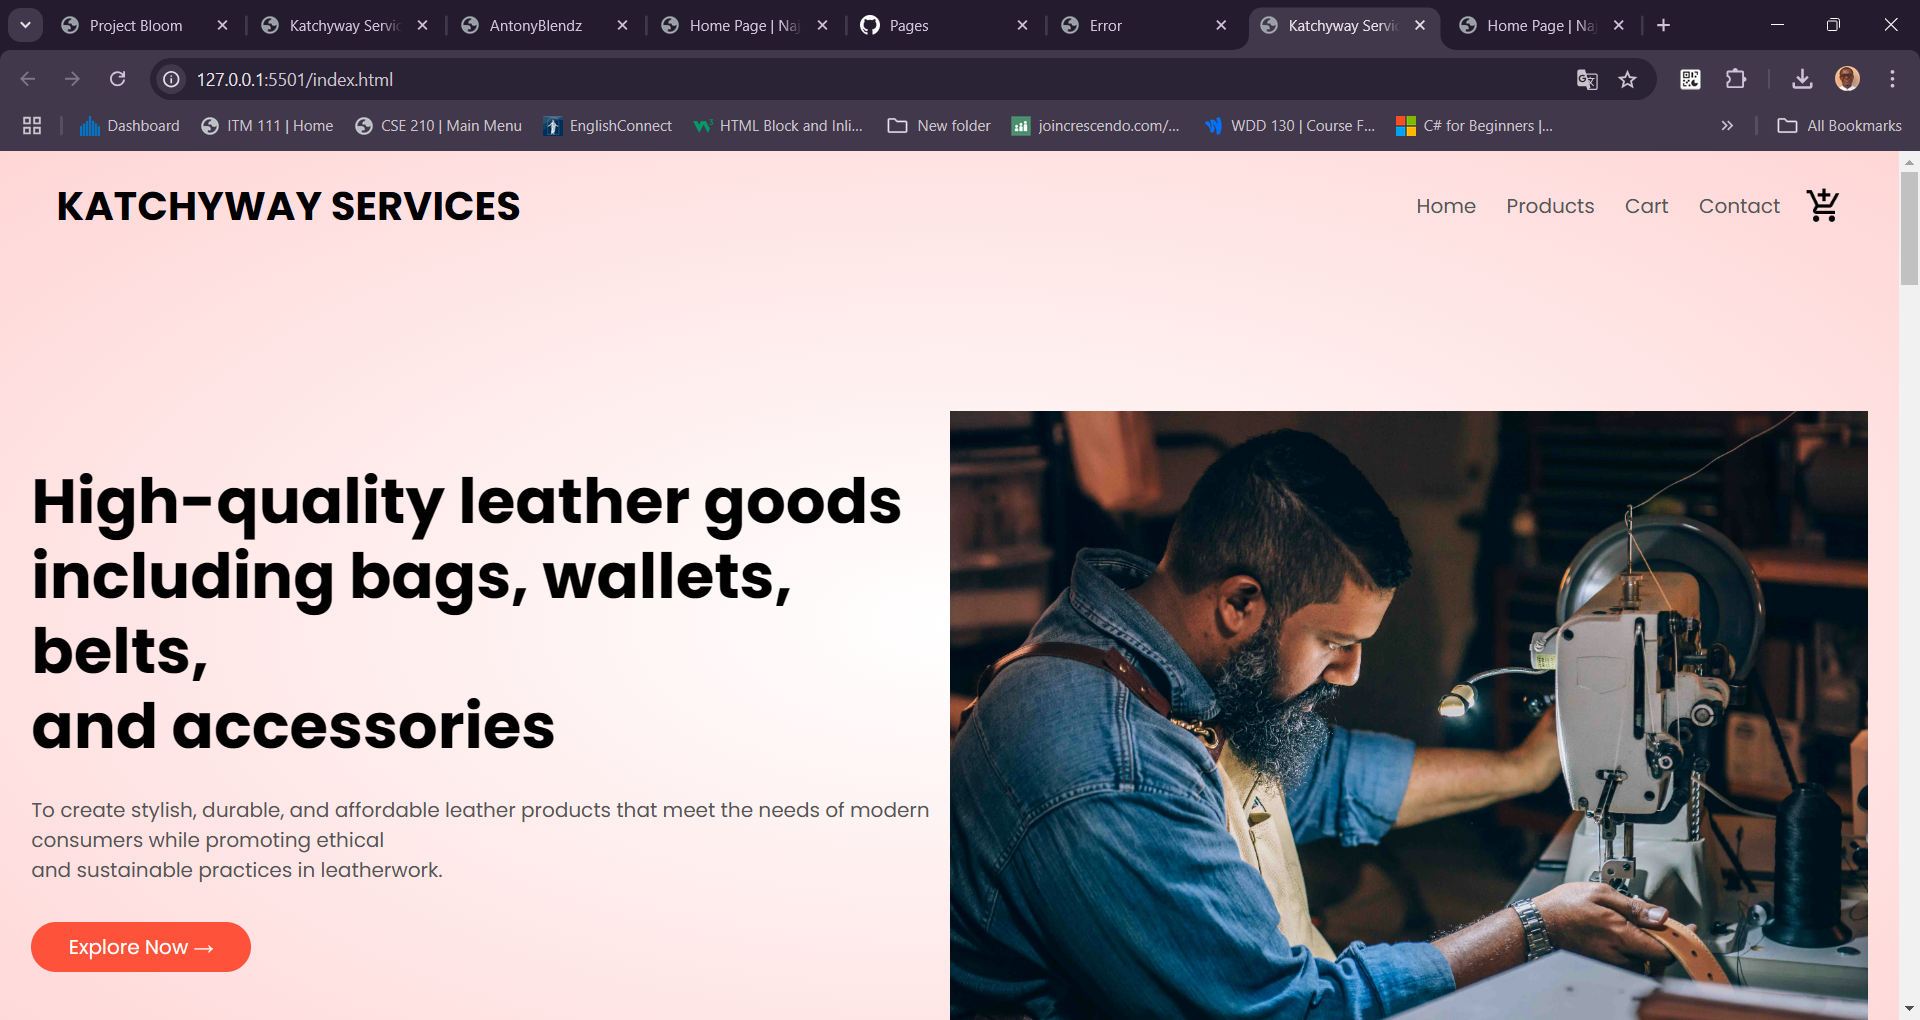 Project Bloom
Katchyway Servic
AntonyBlendz
Home Page | Naj
Pages
Error
Katchyway Servic
Home Page | Naj
127.0.0.1:5501/index.html
Dashboard
ITM 111 | Home
CSE 210 | Main Menu
EnglishConnect
HTML Block and Inli...
New folder
joincrescendo.com/...
WDD 130 | Course F...
C# for Beginners |...
All Bookmarks
KATCHYWAY SERVICES
Home
Products
Cart
Contact
High-quality leather goods
including bags, wallets,
belts,
and accessories
To create stylish, durable, and affordable leather products that meet the needs of modern
consumers while promoting ethical
and sustainable practices in leatherwork.
Explore Now →